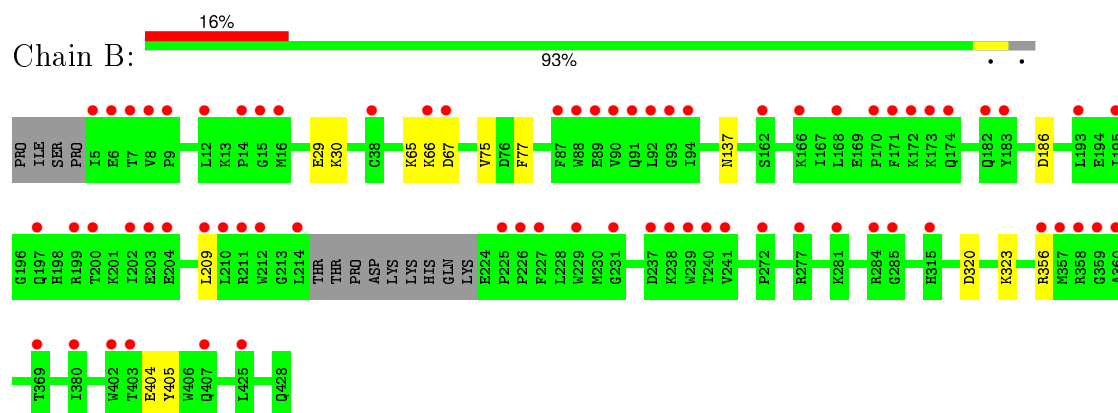 16%
Chain B:
93%
• •
PRO ILE SER PRO I5 E6 T7 V8 P9 L12 K13 P14 G15 M16 E29 K30 C38 K65 K66 D67 V75 D76 F77 F87 W88 E89 V90 Q91 L92 G93 I94 N137 S162 K166 I167 L168 E169 P170 F171 K172 K173 Q174 Q182 Y183 D186 L193 E194 I195
G196 Q197 H198 R199 T200 K201 I202 E203 E204 L209 L210 R211 W212 G213 L214 THR THR PRO ASP LYS LYS HIS GLN LYS E224 P225 P226 F227 L228 W229 M230 G231 D237 K238 W239 T240 V241 P272 R277 K281 R284 G285 H315 D320 K323 R356 M357 R358 G359 A360
T369 I380 W402 T403 E404 Y405 W406 Q407 L425 Q428